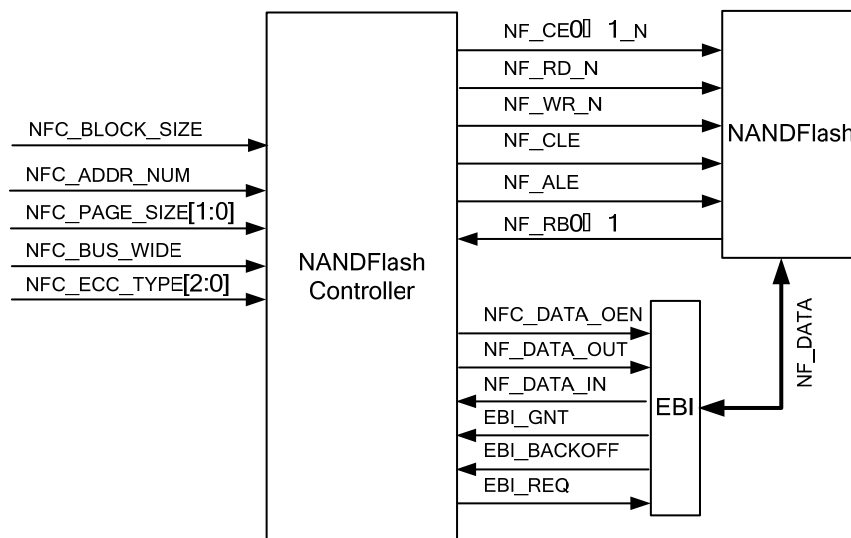 NFC_BLOCK_SIZE
NFC_ADDR_NUM
NFC_PAGE_SIZE[1:0]
NFC_BUS_WIDE
NFC_ECC_TYPE[2:0]
NANDFlash
Controller
NF_CE0▯ 1_N
NF_RD_N
NF_WR_N
NF_CLE
NF_ALE
NF_RB0▯ 1
NANDFlash
NFC_DATA_OEN
NF_DATA_OUT
NF_DATA_IN
EBI_GNT
EBI_BACKOFF
EBI_REQ
EBI
NF_DATA